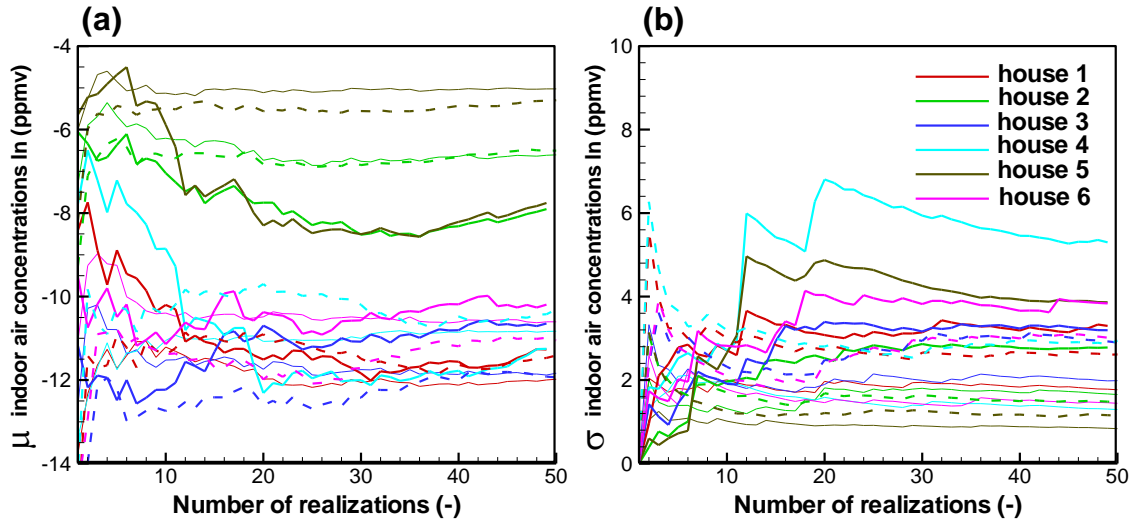 (a)
μ indoor air concentrations ln (ppmv)
-4
-6
-8
-10
-12
-14
10
20
30
40
50
Number of realizations (-)
(b)
σ indoor air concentrations ln (ppmv)
10
8
6
4
2
0
10
20
30
40
50
Number of realizations (-)
house 1
house 2
house 3
house 4
house 5
house 6